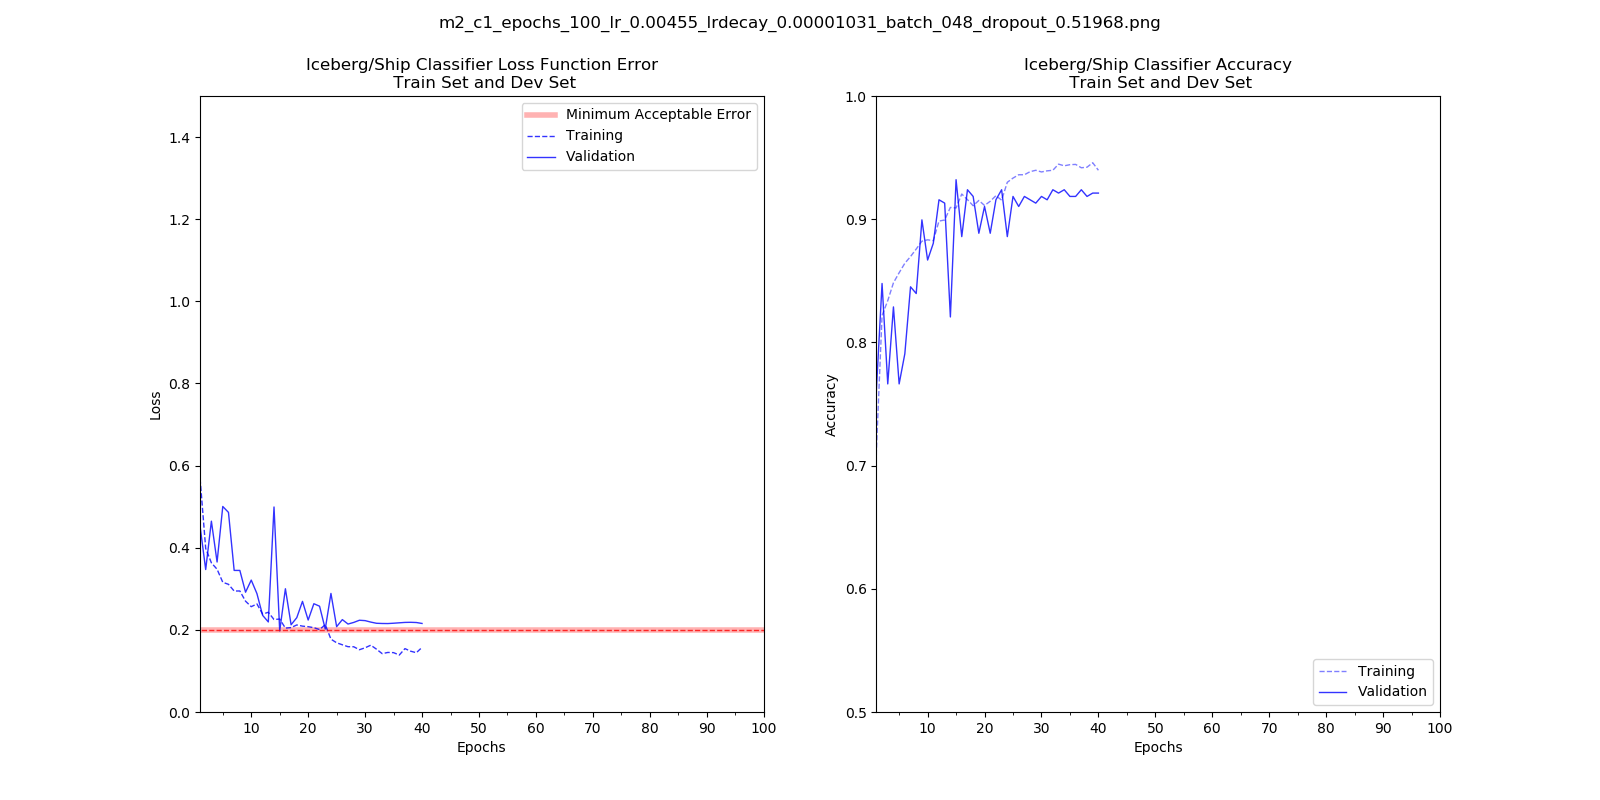 m2_c1_epochs_100_lr_0.00455_lrdecay_0.00001031_batch_048_dropout_0.51968.png
Iceberg/Ship Classifier Loss Function Error
Train Set and Dev Set
Minimum Acceptable Error
Training
Validation
1.4
1.2
1.0
0.8
0.6
0.4
0.2
0.0
Loss
10 20 30 40 50 60 70 80 90 100
Epochs
Iceberg/Ship Classifier Accuracy
Train Set and Dev Set
1.0
0.9
0.8
0.7
0.6
0.5
Accuracy
Training
Validation
10 20 30 40 50 60 70 80 90 100
Epochs